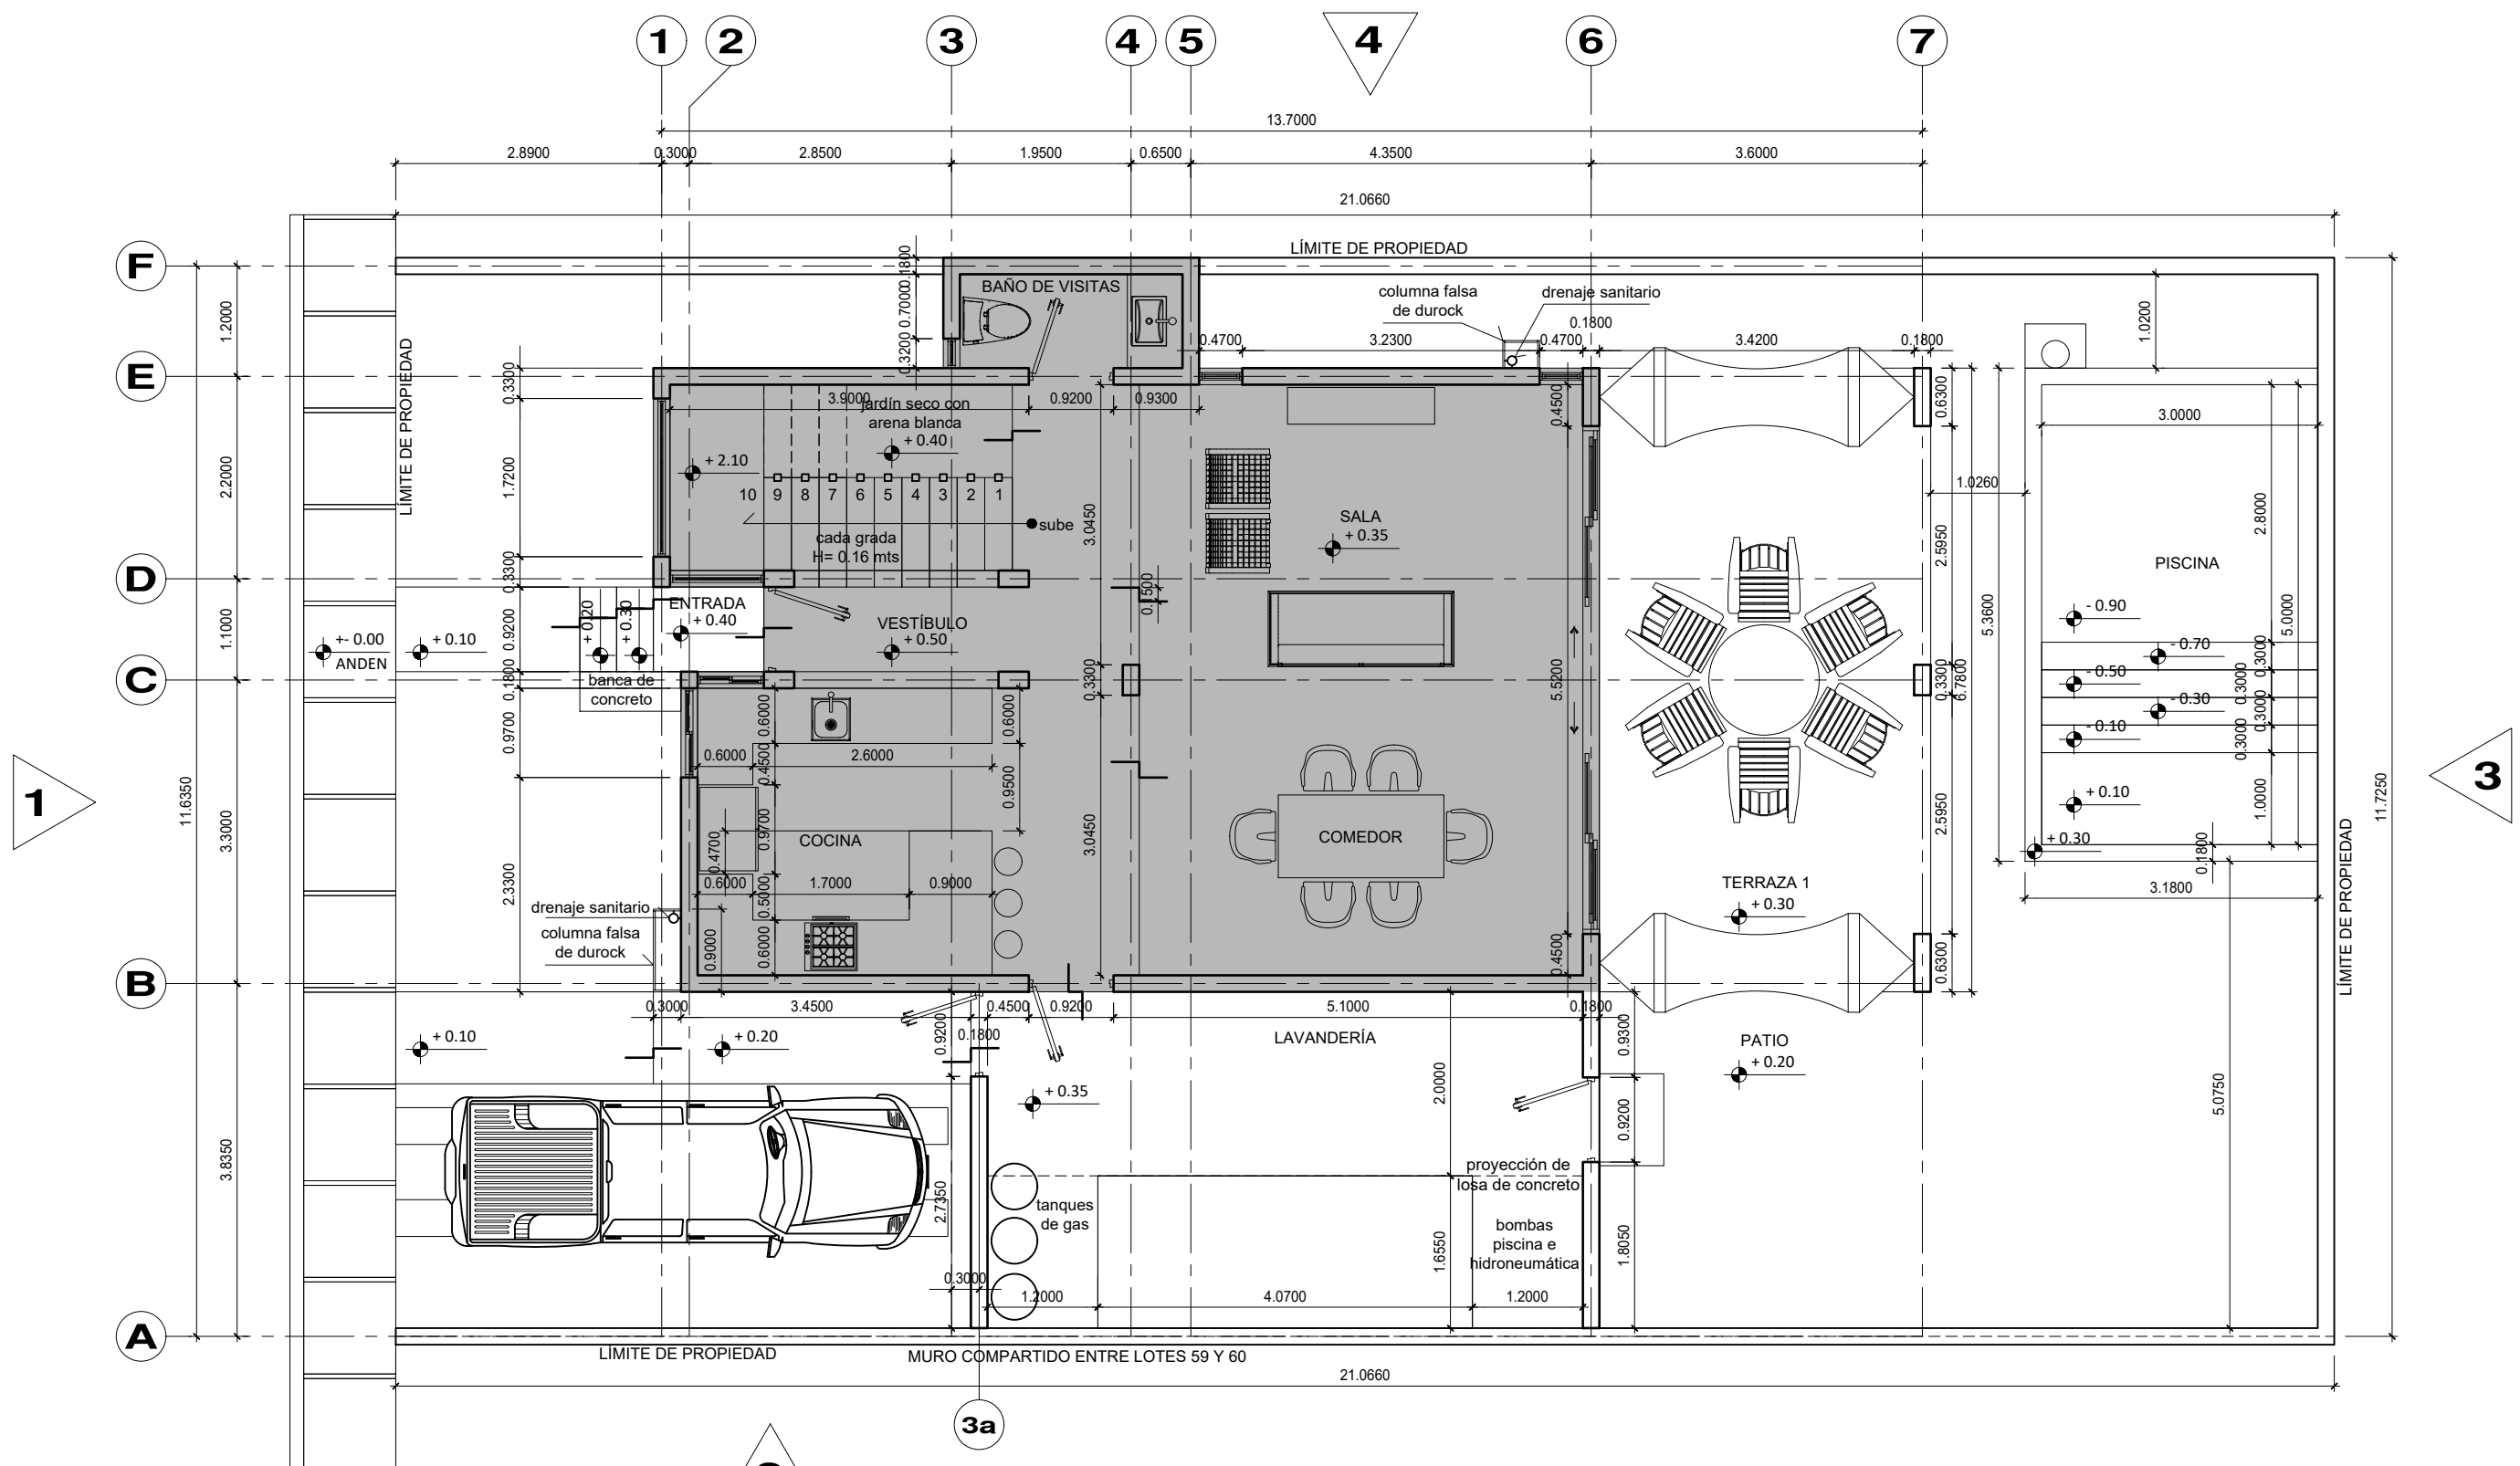 1 2 3 4 5 4 6 7
13.7000
2.8900 0.3000 2.8500 1.9500 0.6500 4.3500 3.6000
21.0660
LÍMITE DE PROPIEDAD
F
0.1800
BAÑO DE VISITAS
columna falsa
de durock
drenaje sanitario
1.2000
0.7000
0.3200
0.1800
0.4700 3.2300 0.4700 3.4200 0.1800
1.0200
E
LÍMITE DE PROPIEDAD
0.3300
3.9000 0.9200 0.9300
jardín seco con
arena blanca
+ 0.40
0.4500
0.6300
3.0000
2.2000
1.7200
+ 2.10
10 9 8 7 6 5 4 3 2 1
sube
cada grada
H= 0.16 mts
3.0450
SALA
+ 0.35
1.0260
2.5950
2.8000
PISCINA
D
0.3300
0.1500
ENTRADA
+ 0.40
+ 0.20
+ 0.30
VESTÍBULO
+ 0.50
5.3600
5.0000
- 0.90
1.1000
0.9200
+- 0.00
ANDEN
+ 0.10
- 0.70
0.3000
C
0.1800
banca de
concreto
0.3300
5.5200
0.3300
6.7800
- 0.50
0.3000
- 0.30
0.3000
- 0.10
0.3000
0.6000
0.6000
0.9700
0.6000 2.6000
0.4500
0.9500
1
11.6350
3.3000
COCINA
0.9700
0.4700
3.0450
COMEDOR
2.5950
1.0000
+ 0.10
+ 0.30
0.1800
11.7250
3
2.3300
0.6000 1.7000 0.9000
0.5000
TERRAZA 1
+ 0.30
3.1800
LÍMITE DE PROPIEDAD
drenaje sanitario
columna falsa
de durock
0.9000
0.6000
0.4500
0.6300
B
0.3000 3.4500 0.4500 0.9200 5.1000 0.1800
0.1800
0.9200
LAVANDERÍA
0.9300
PATIO
+ 0.20
+ 0.10
+ 0.20
+ 0.35
2.0000
0.9200
5.0750
3.8350
2.7350
tanques
de gas
proyección de
losa de concreto
bombas
piscina e
hidroneumática
1.6550
1.8050
0.3000
1.2000 4.0700 1.2000
A
LÍMITE DE PROPIEDAD
MURO COMPARTIDO ENTRE LOTES 59 Y 60
21.0660
3a